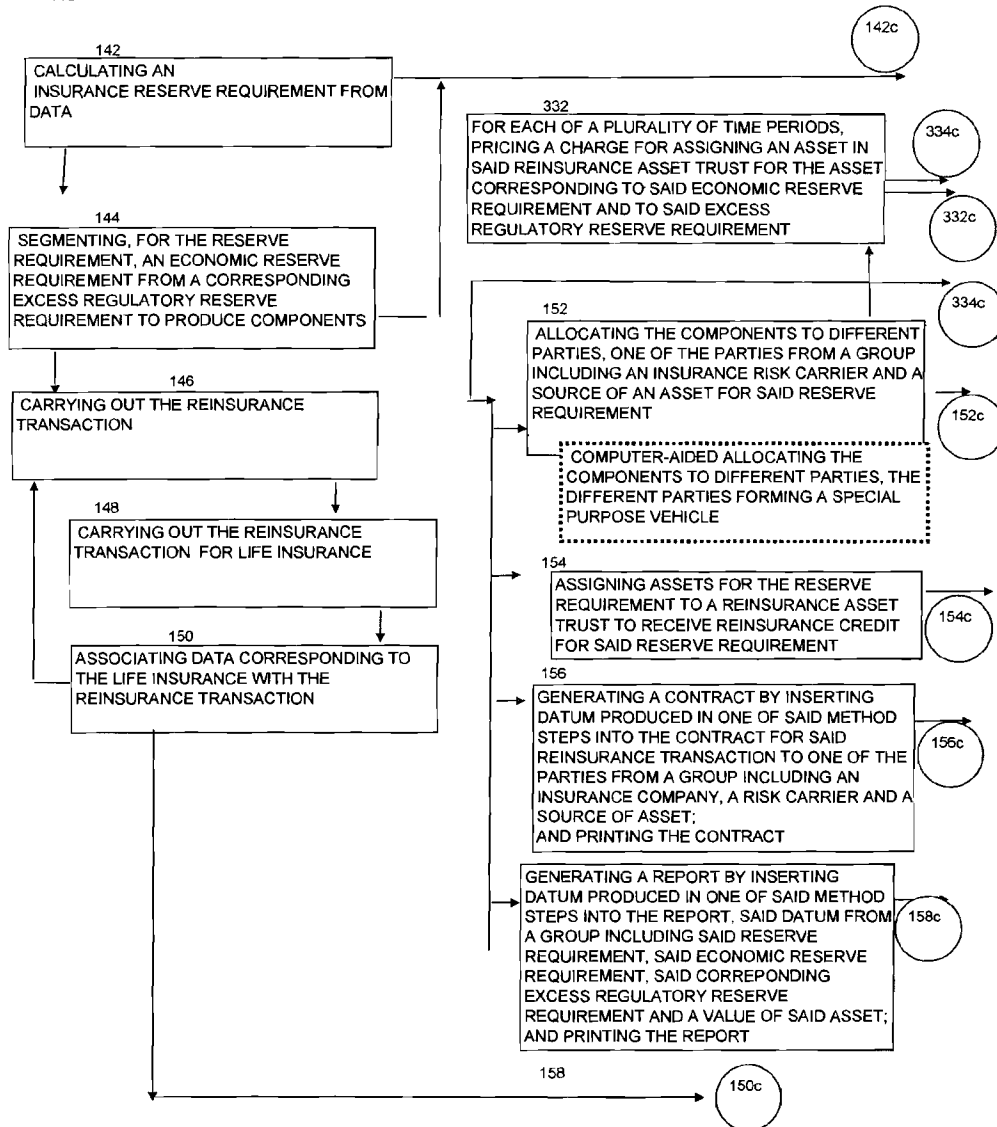 142c
142
CALCULATING AN
INSURANCE RESERVE REQUIREMENT FROM
DATA
332
FOR EACH OF A PLURALITY OF TIME PERIODS,
PRICING A CHARGE FOR ASSIGNING AN ASSET IN
SAID REINSURANCE ASSET TRUST FOR THE ASSET
CORRESPONDING TO SAID ECONOMIC RESERVE
REQUIREMENT AND TO SAID EXCESS
REGULATORY RESERVE REQUIREMENT
334c
332c
144
SEGMENTING, FOR THE RESERVE
REQUIREMENT, AN ECONOMIC RESERVE
REQUIREMENT FROM A CORRESPONDING
EXCESS REGULATORY RESERVE
REQUIREMENT TO PRODUCE COMPONENTS
334c
152
ALLOCATING THE COMPONENTS TO DIFFERENT
PARTIES, ONE OF THE PARTIES FROM A GROUP
INCLUDING AN INSURANCE RISK CARRIER AND A
SOURCE OF AN ASSET FOR SAID RESERVE
REQUIREMENT
152c
COMPUTER-AIDED ALLOCATING THE
COMPONENTS TO DIFFERENT PARTIES, THE
DIFFERENT PARTIES FORMING A SPECIAL
PURPOSE VEHICLE
146
CARRYING OUT THE REINSURANCE
TRANSACTION
148
CARRYING OUT THE REINSURANCE
TRANSACTION FOR LIFE INSURANCE
154
ASSIGNING ASSETS FOR THE RESERVE
REQUIREMENT TO A REINSURANCE ASSET
TRUST TO RECEIVE REINSURANCE CREDIT
FOR SAID RESERVE REQUIREMENT
154c
150
ASSOCIATING DATA CORRESPONDING TO
THE LIFE INSURANCE WITH THE
REINSURANCE TRANSACTION
156
GENERATING A CONTRACT BY INSERTING
DATUM PRODUCED IN ONE OF SAID METHOD
STEPS INTO THE CONTRACT FOR SAID
REINSURANCE TRANSACTION TO ONE OF THE
PARTIES FROM A GROUP INCLUDING AN
INSURANCE COMPANY, A RISK CARRIER AND A
SOURCE OF ASSET;
AND PRINTING THE CONTRACT
156c
GENERATING A REPORT BY INSERTING
DATUM PRODUCED IN ONE OF SAID METHOD
STEPS INTO THE REPORT, SAID DATUM FROM
A GROUP INCLUDING SAID RESERVE
REQUIREMENT, SAID ECONOMIC RESERVE
REQUIREMENT, SAID CORREPONDING
EXCESS REGULATORY RESERVE
REQUIREMENT AND A VALUE OF SAID ASSET;
AND PRINTING THE REPORT
158c
158
150c